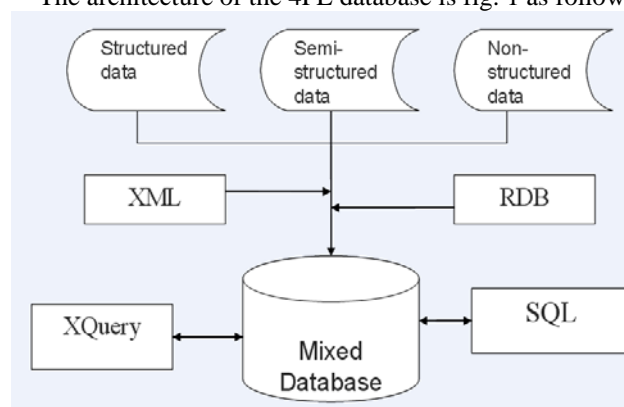 The architecture of the 4PL database is fig. 1 as follow
Structured
data
Semi-
structured
data
Non-
structured
data
XML
RDB
XQuery
SQL
Mixed
Database